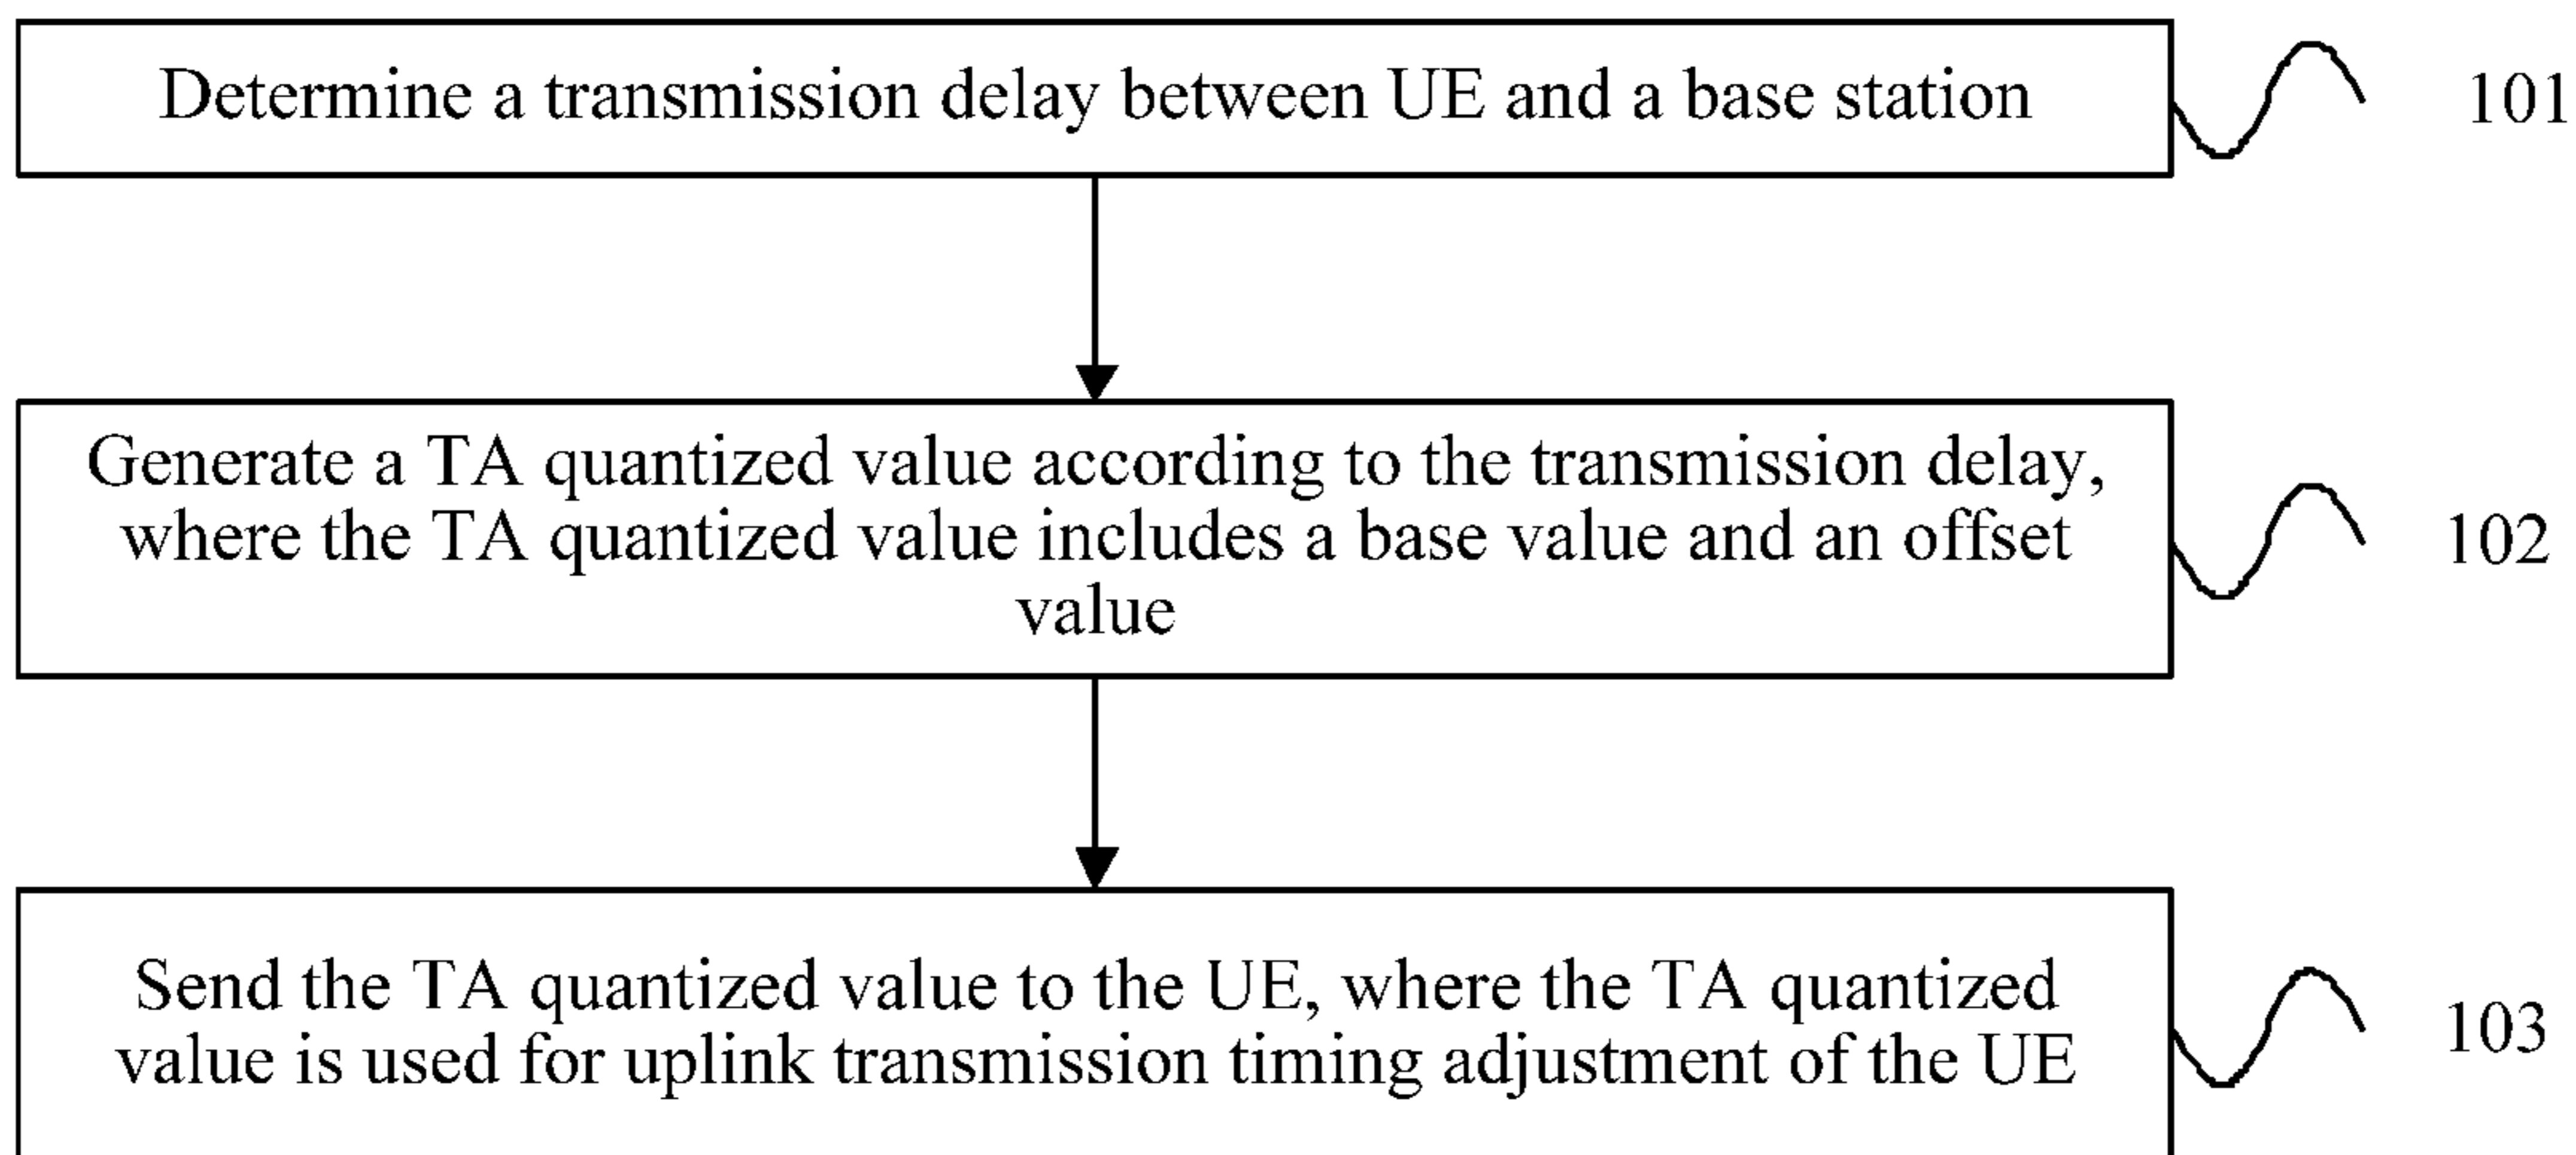 Determine a transmission delay between UE and a base station
101
Generate a TA quantized value according to the transmission delay,
where the TA quantized value includes a base value and an offset
value
102
Send the TA quantized value to the UE, where the TA quantized
value is used for uplink transmission timing adjustment of the UE
103